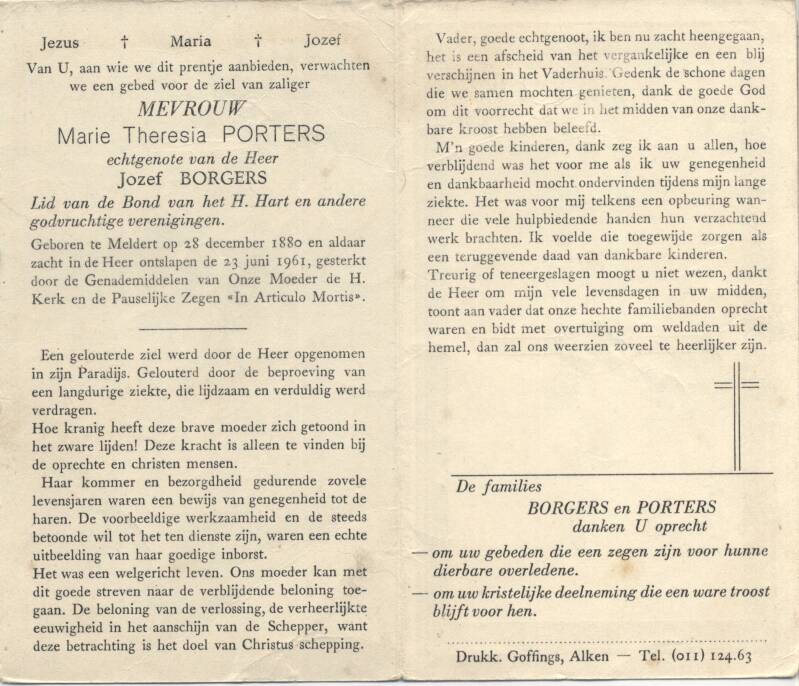 Jezus † Maria † Jozef
Van U, aan wie we dit prentje aanbieden, verwachten
we een gebed voor de ziel van zaliger
MEVROUW
Marie Theresia PORTERS
echtgenote van de Heer
Jozef BORGERS
Lid van de Bond van het H. Hart en andere
godvruchtige verenigingen.
Geboren te Meldert op 28 december 1880 en aldaar
zacht in de Heer ontslapen de 23 juni 1961, gesterkt
door de Genademiddelen van Onze Moeder de H.
Kerk en de Pauselijke Zegen «In Articulo Mortis».
Een gelouterde ziel werd door de Heer opgenomen
in zijn Paradijs. Gelouterd door de beproeving van
een langdurige ziekte, die lijdzaam en verduldig werd
verdragen.
Hoe kranig heeft deze brave moeder zich getoond in
het zware lijden! Deze kracht is alleen te vinden bij
de oprechte en christen mensen.
Haar kommer en bezorgdheid gedurende zovele
levensjaren waren een bewijs van genegenheid tot de
haren. De voorbeeldige werkzaamheid en de steeds
betoonde wil tot het ten dienste zijn, waren een echte
uitbeelding van haar goedige inborst.
Het was een welgericht leven. Ons moeder kan met
dit goede streven naar de verblijdende beloning toe-
gaan. De beloning van de verlossing, de verheerlijkte
eeuwigheid in het aanschijn van de Schepper, want
deze betrachting is het doel van Christus schepping.
Vader, goede echtgenoot, ik ben nu zacht heengegaan,
het is een afscheid van het vergankelijke en een blij
verschijnen in het Vaderhuis. Gedenk de schone dagen
die we samen mochten genieten, dank de goede God
om dit voorrecht dat we in het midden van onze dank-
bare kroost hebben beleefd.
M'n goede kinderen, dank zeg ik aan u allen, hoe
verblijdend was het voor me als ik uw genegenheid
en dankbaarheid mocht ondervinden tijdens mijn lange
ziekte. Het was voor mij telkens een opbeuring wan-
neer die vele hulpbiedende handen hun verzachtend
werk brachten. Ik voelde die toegewijde zorgen als
een teruggevende daad van dankbare kinderen.
Treurig of teneergeslagen moogt u niet wezen, dankt
de Heer om mijn vele levensdagen in uw midden,
toont aan vader dat onze hechte familiebanden oprecht
waren en bidt met overtuiging om weldaden uit de
hemel, dan zal ons weerzien zoveel te heerlijker zijn.
De families
BORGERS en PORTERS
danken U oprecht
— om uw gebeden die een zegen zijn voor hunne
dierbare overledene.
— om uw kristelijke deelneming die een ware troost
blijft voor hen.
Drukk. Goffings, Alken — Tel. (011) 124.63